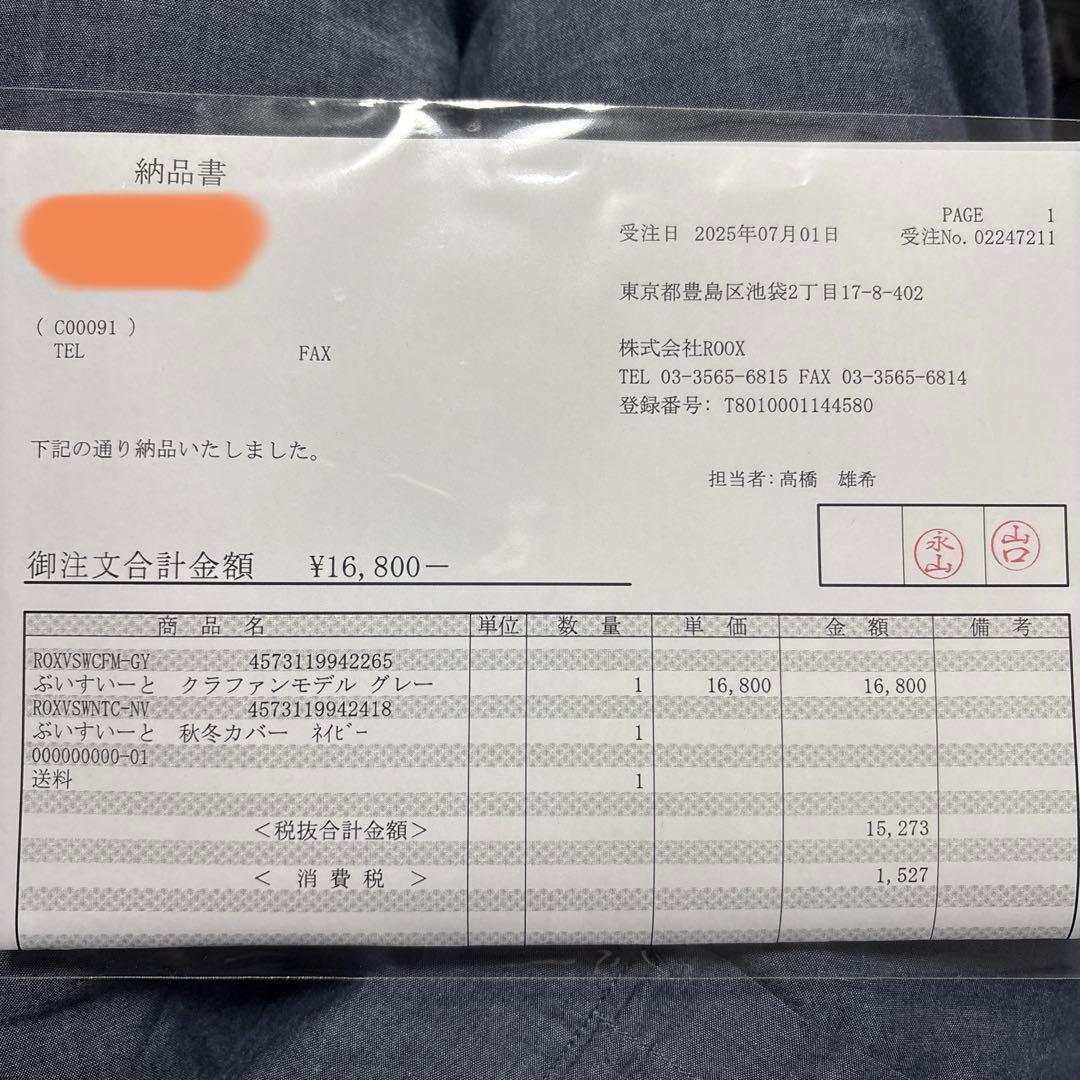 納品書
PAGE 1
受注日 2025年07月01日 受注No. 02247211
東京都豊島区池袋2丁目17-8-402
( C00091 )
TEL FAX
株式会社ROOX
TEL 03-3565-6815 FAX 03-3565-6814
登録番号: T8010001144580
下記の通り納品いたしました。
担当者:高橋 雄希
永山
山口
御注文合計金額 ¥16,800-
商品名 単位 数量 単価 金額 備考
ROXVSWCFM-GY 4573119942265
ぶいすいーと クラファンモデル グレー 1 16,800 16,800
ROXVSWNTC-NV 4573119942418
ぶいすいーと 秋冬カバー ﾈｲﾋﾞｰ 1
000000000-01
送料 1
<税抜合計金額> 15,273
< 消費税 > 1,527